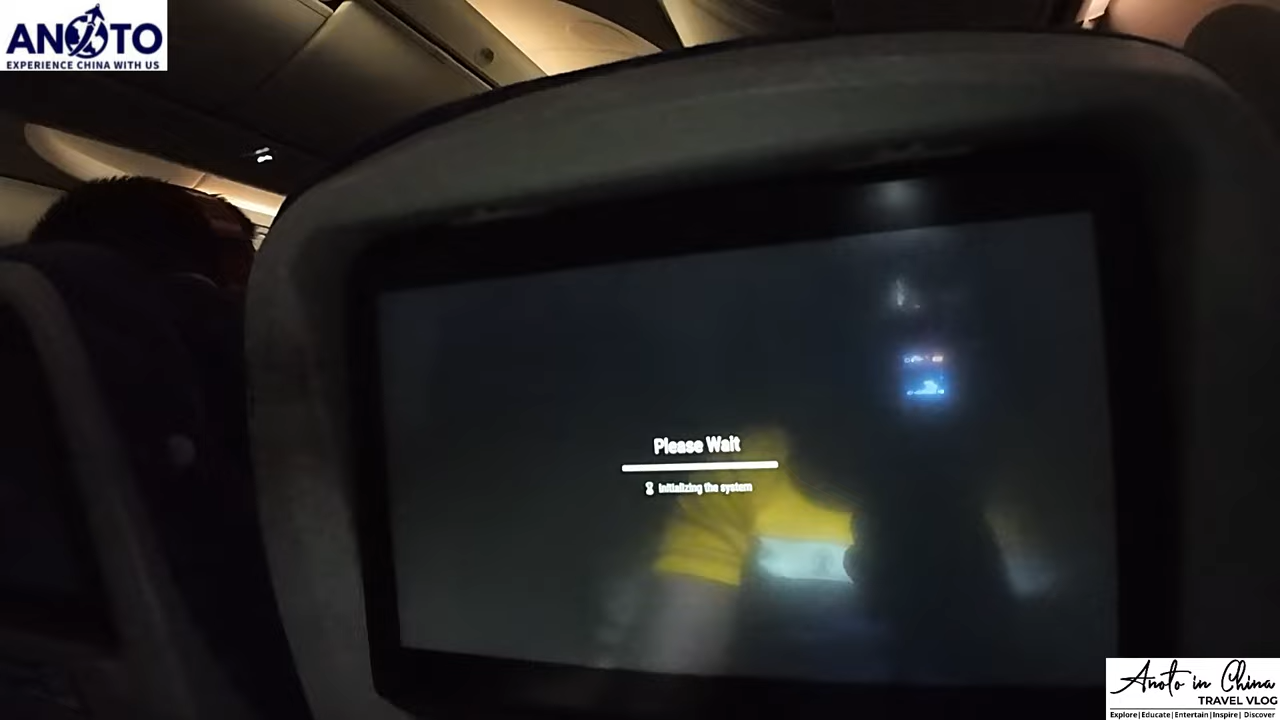 ANOTO
EXPERIENCE CHINA WITH US
Please Wait
Initializing the system
Anoto in China
TRAVEL VLOG
Explore|Educate|Entertain|Inspire| Discover